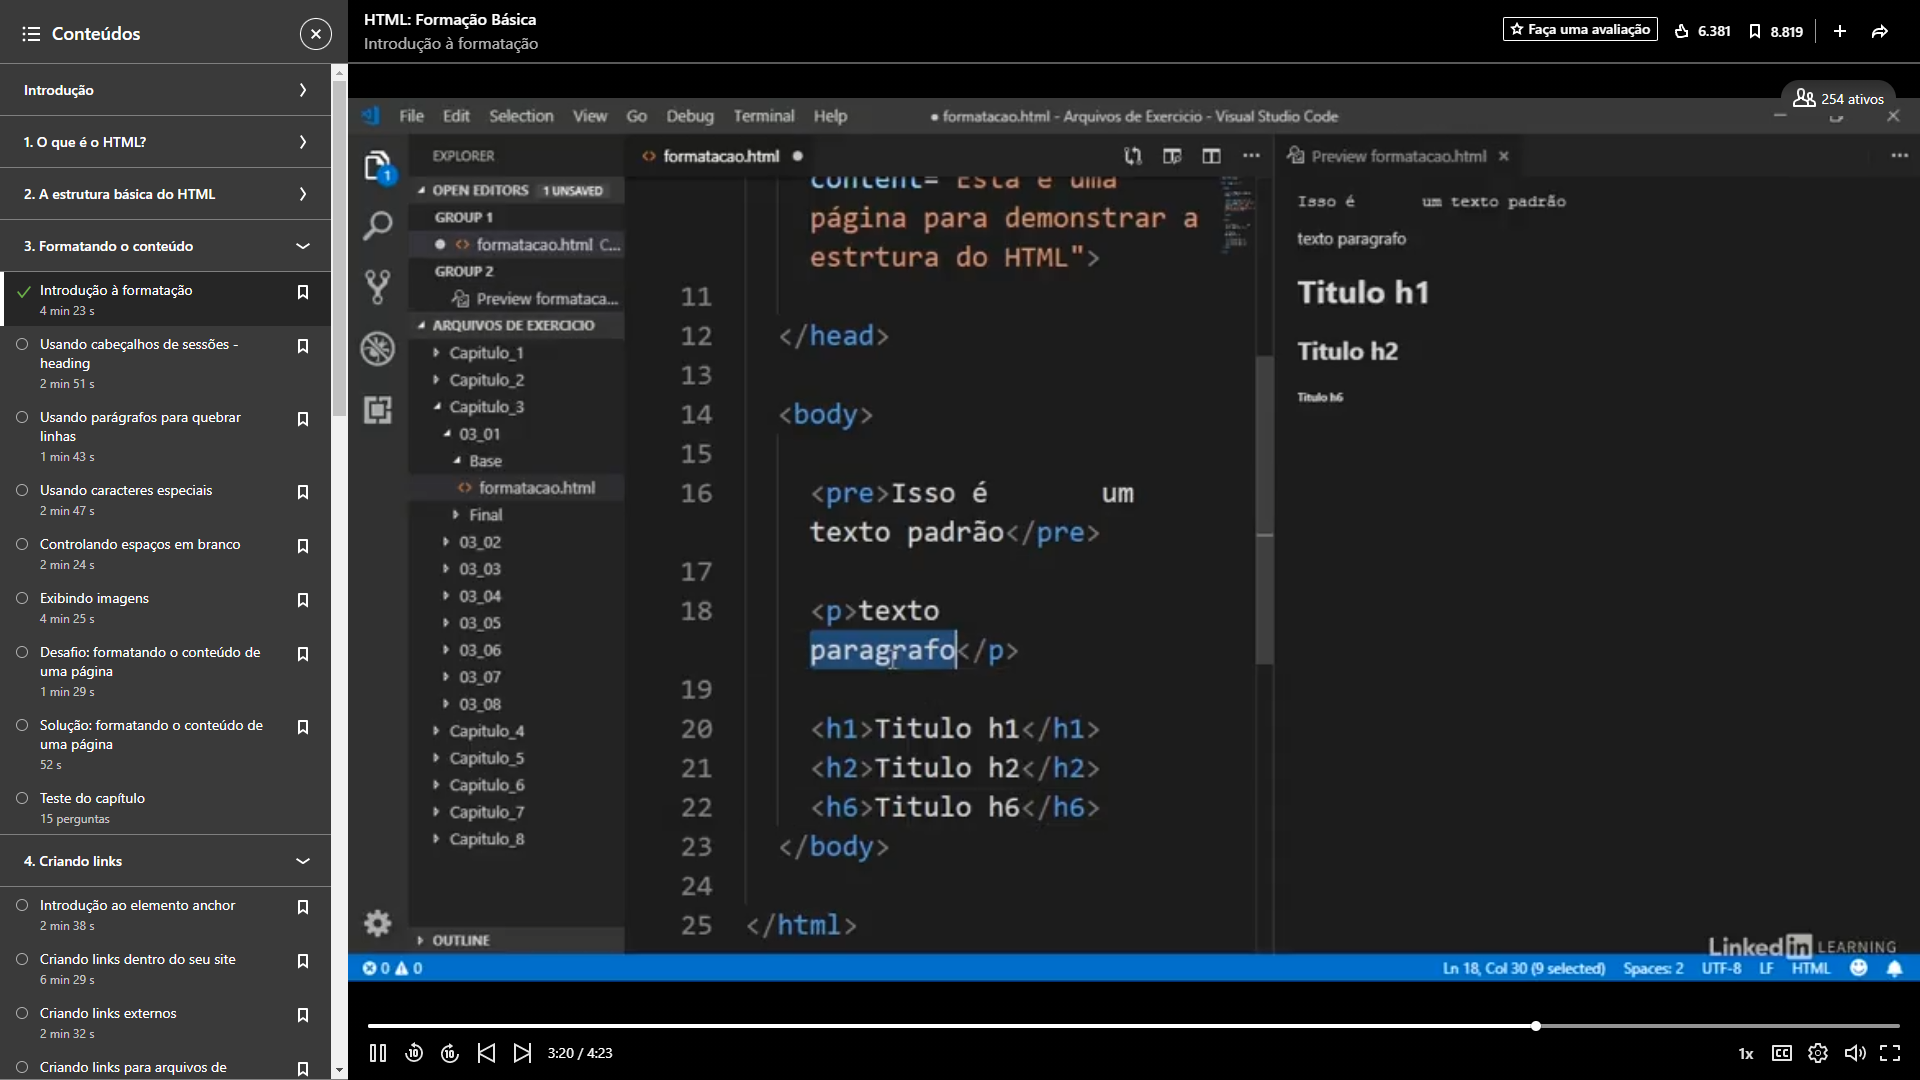 Conteúdos
Introdução
1. O que é o HTML?
2. A estrutura básica do HTML
3. Formatando o conteúdo
Introdução à formatação
4 min 23 s
Usando cabeçalhos de sessões -
heading
2 min 51 s
Usando parágrafos para quebrar
linhas
1 min 43 s
Usando caracteres especiais
2 min 47 s
Controlando espaços em branco
2 min 24 s
Exibindo imagens
4 min 25 s
Desafio: formatando o conteúdo de
uma página
1 min 29 s
Solução: formatando o conteúdo de
uma página
52 s
Teste do capítulo
15 perguntas
4. Criando links
Introdução ao elemento anchor
2 min 38 s
Criando links dentro do seu site
6 min 29 s
Criando links externos
2 min 32 s
Criando links para arquivos de
HTML: Formação Básica
Introdução à formatação
Faça uma avaliação
6.381
8.819
254 ativos
File Edit Selection View Go Debug Terminal Help
● formatacao.html - Arquivos de Exercicio - Visual Studio Code
1
EXPLORER
OPEN EDITORS 1 UNSAVED
GROUP 1
formatacao.html C...
GROUP 2
Preview formataca...
ARQUIVOS DE EXERCICIO
Capitulo_1
Capitulo_2
Capitulo_3
03_01
Base
formatacao.html
Final
03_02
03_03
03_04
03_05
03_06
03_07
03_08
Capitulo_4
Capitulo_5
Capitulo_6
Capitulo_7
Capitulo_8
OUTLINE
formatacao.html
content="Esta é uma
página para demonstrar a
estrtura do HTML">
11
12 </head>
13
14 <body>
15
16 <pre>Isso é um
texto padrão</pre>
17
18 <p>texto
paragrafo</p>
19
20 <h1>Titulo h1</h1>
21 <h2>Titulo h2</h2>
22 <h6>Titulo h6</h6>
23 </body>
24
25 </html>
Preview formatacao.html
Isso é um texto padrão
texto paragrafo
Titulo h1
Titulo h2
Titulo h6
Linked in LEARNING
0 0
Ln 18, Col 30 (9 selected) Spaces: 2 UTF-8 LF HTML
10 10 3:20 / 4:23
1x CC